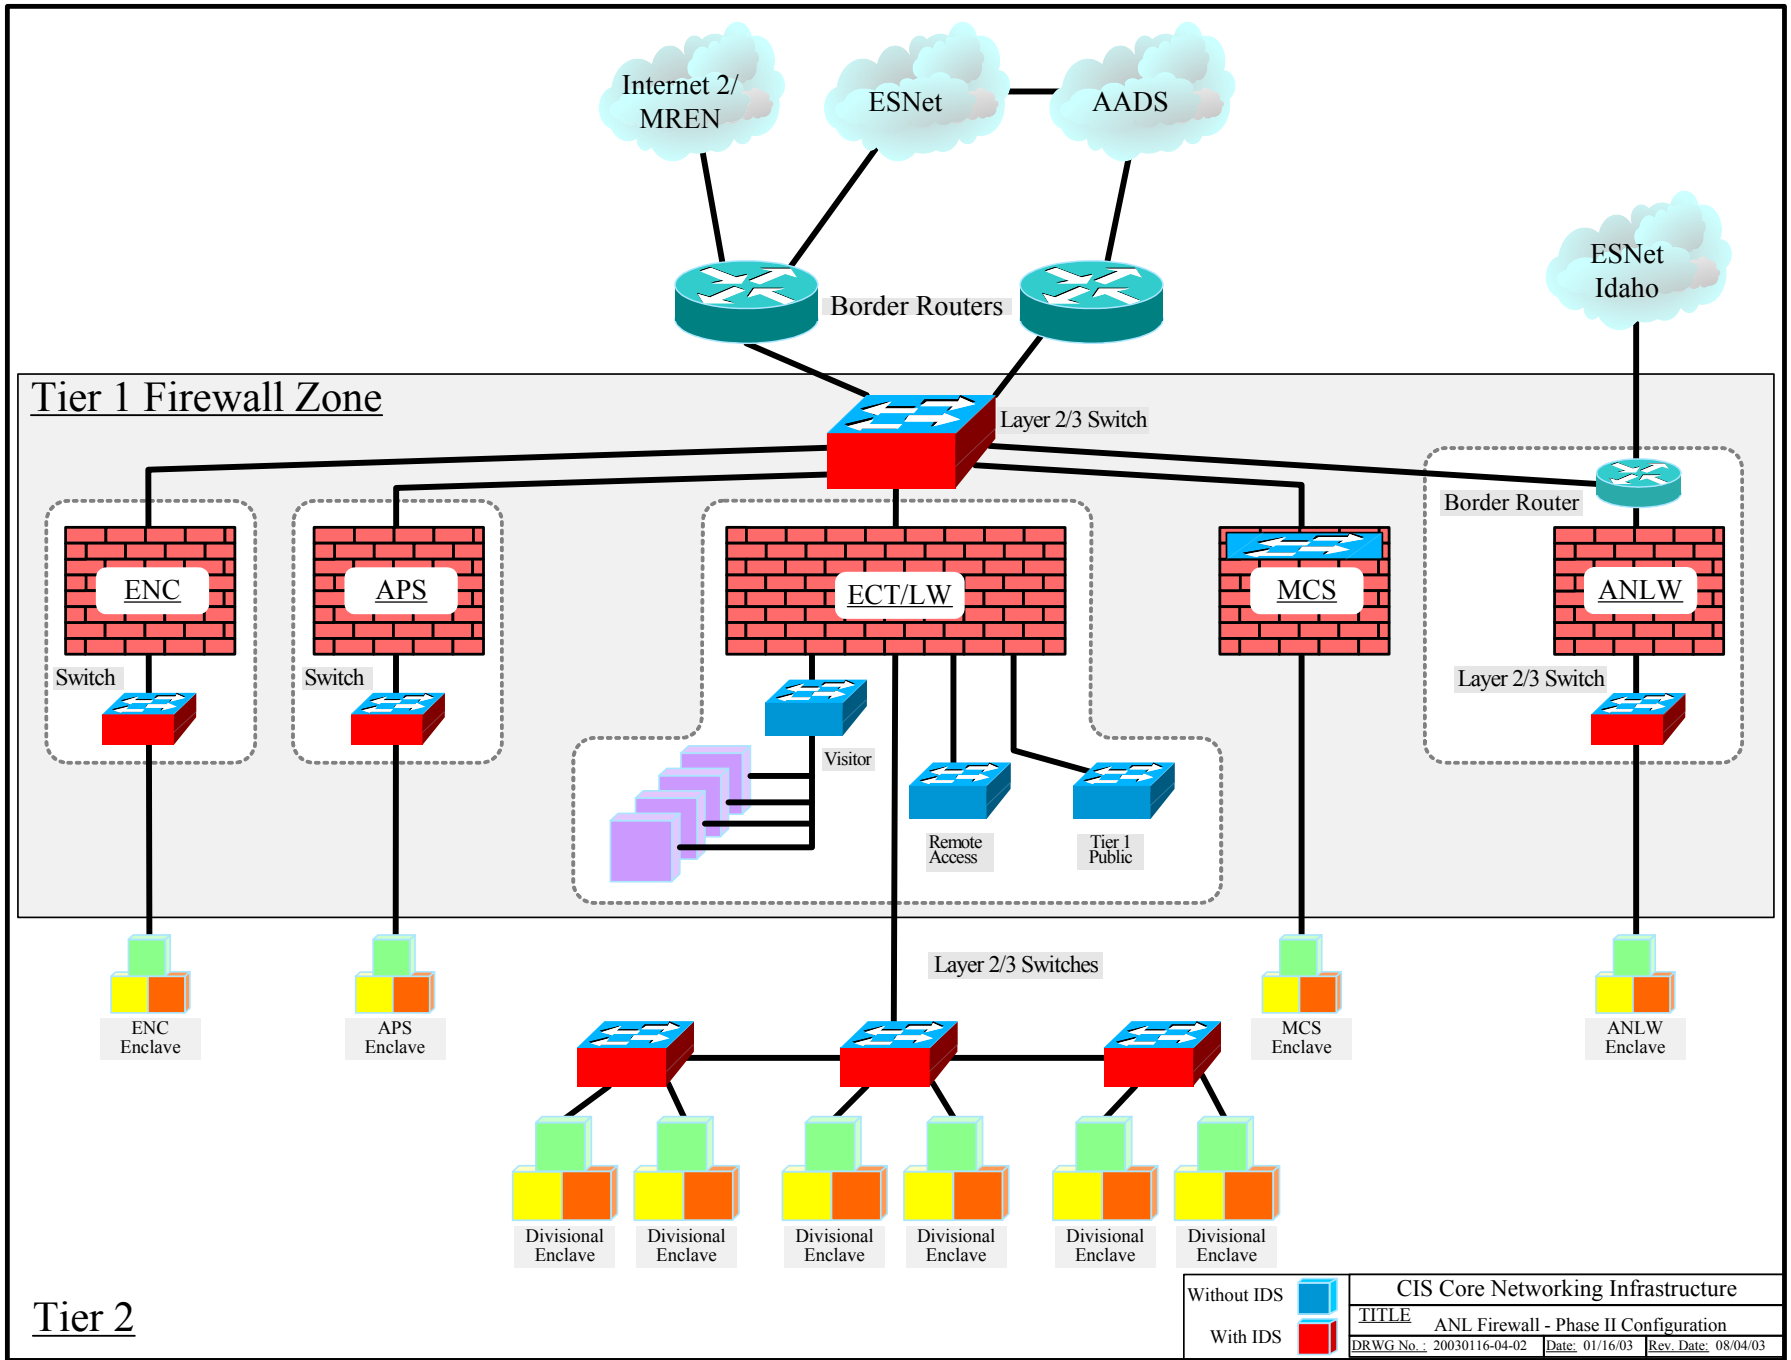 Internet 2/
MREN
ESNet
AADS
ESNet
Idaho
Border Routers
Tier 1 Firewall Zone
Layer 2/3 Switch
Border Router
ENC
APS
ECT/LW
MCS
ANLW
Switch
Switch
Layer 2/3 Switch
Visitor
Remote
Access
Tier 1
Public
Layer 2/3 Switches
ENC
Enclave
APS
Enclave
MCS
Enclave
ANLW
Enclave
Divisional
Enclave
Divisional
Enclave
Divisional
Enclave
Divisional
Enclave
Divisional
Enclave
Divisional
Enclave
Tier 2
Without IDS
With IDS
CIS Core Networking Infrastructure
TITLE
ANL Firewall - Phase II Configuration
DRWG No. : 20030116-04-02 Date: 01/16/03 Rev. Date: 08/04/03